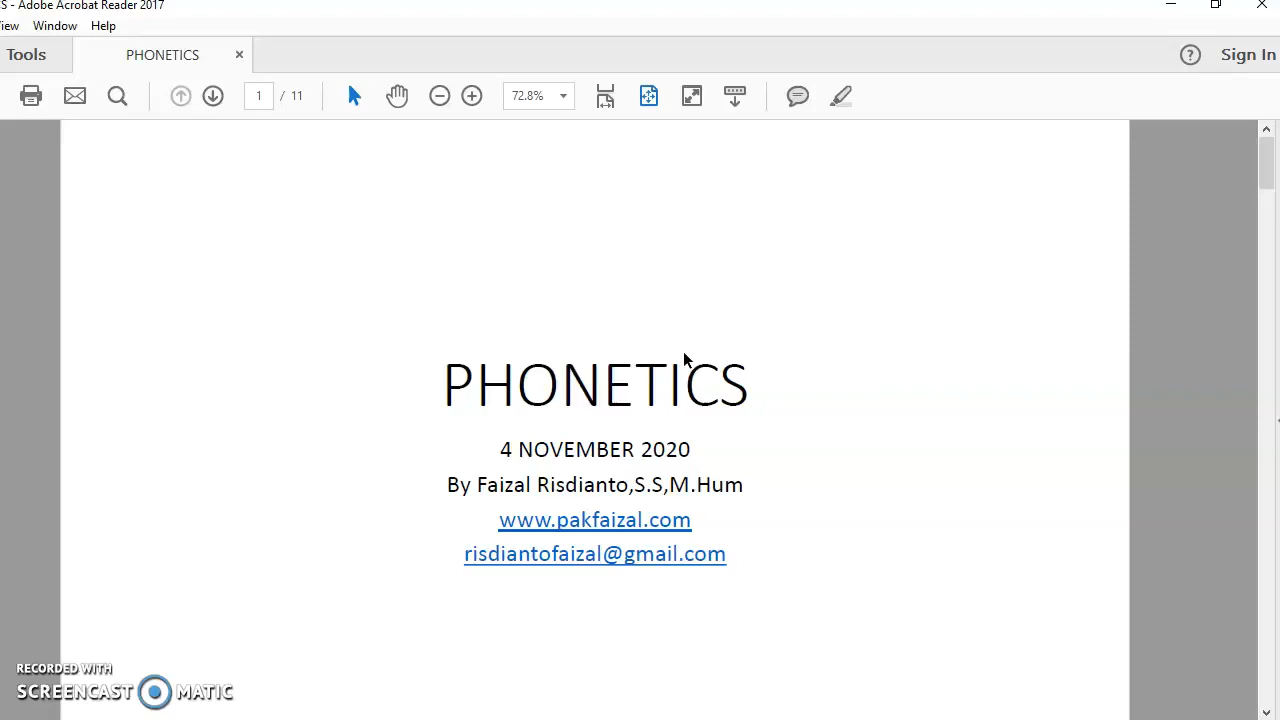 S - Adobe Acrobat Reader 2017
iew Window Help
Tools PHONETICS × Sign In
1 / 11 72.8%
PHONETICS
4 NOVEMBER 2020
By Faizal Risdianto,S.S,M.Hum
www.pakfaizal.com
risdiantofaizal@gmail.com
RECORDED WITH
SCREENCAST MATIC